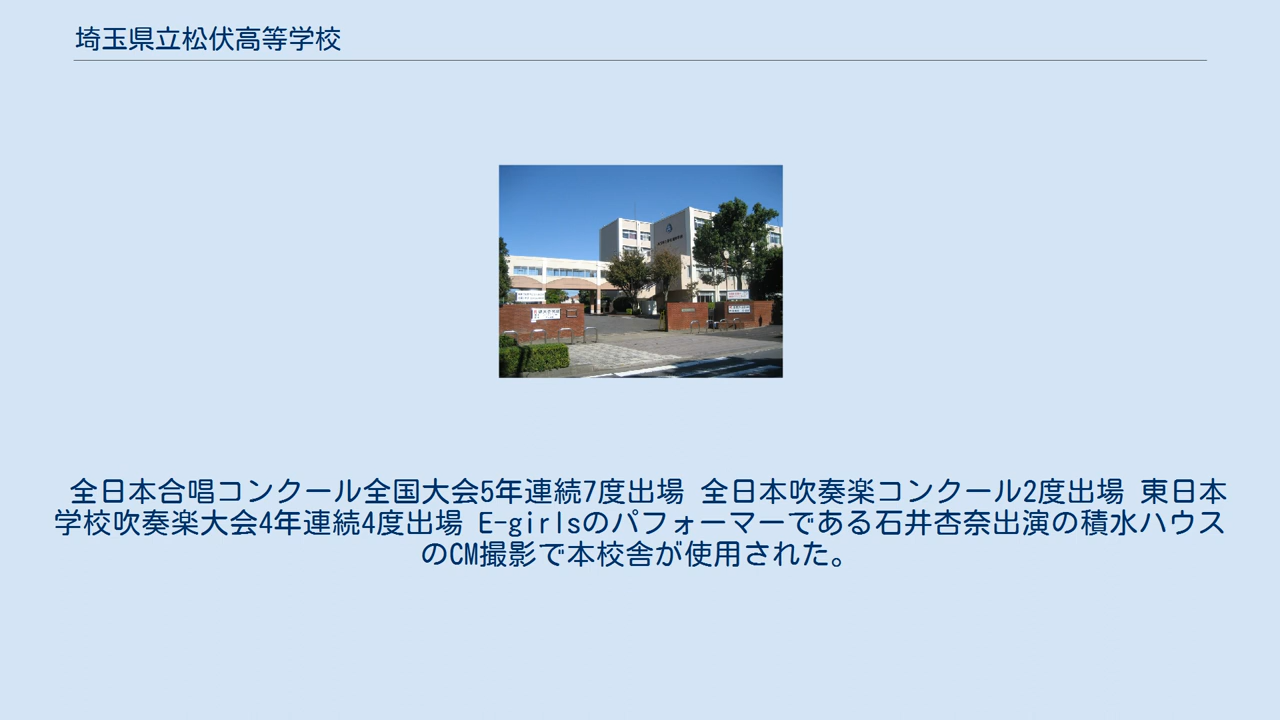 埼玉県立松伏高等学校
全日本合唱コンクール全国大会5年連続7度出場 全日本吹奏楽コンクール2度出場 東日本
学校吹奏楽大会4年連続4度出場 E-girlsのパフォーマーである石井杏奈出演の積水ハウス
のCM撮影で本校舎が使用された。